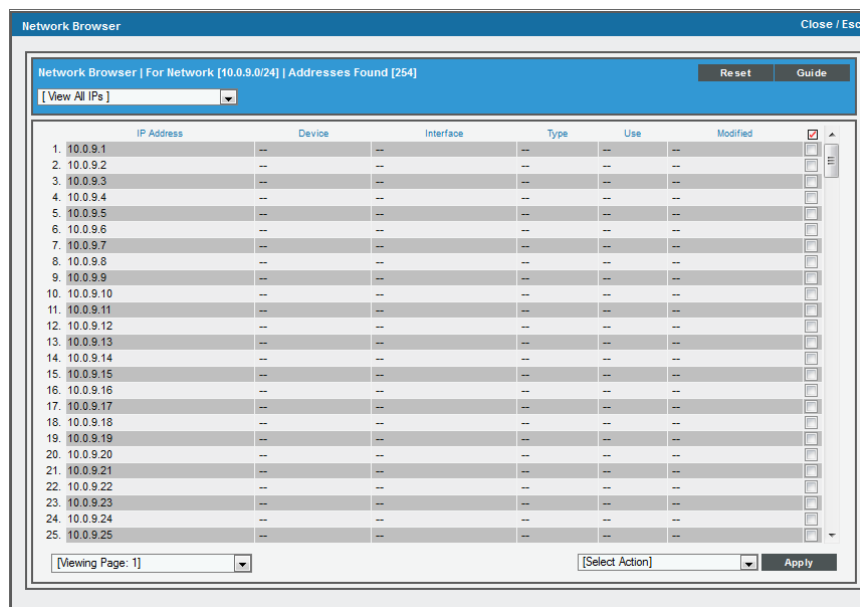 Network Browser Close / Esc
Network Browser | For Network [10.0.9.0/24] | Addresses Found [254] Reset Guide
[ View All IPs ]
IP Address Device Interface Type Use Modified
1. 10.0.9.1 -- -- -- -- --
2. 10.0.9.2 -- -- -- -- --
3. 10.0.9.3 -- -- -- -- --
4. 10.0.9.4 -- -- -- -- --
5. 10.0.9.5 -- -- -- -- --
6. 10.0.9.6 -- -- -- -- --
7. 10.0.9.7 -- -- -- -- --
8. 10.0.9.8 -- -- -- -- --
9. 10.0.9.9 -- -- -- -- --
10. 10.0.9.10 -- -- -- -- --
11. 10.0.9.11 -- -- -- -- --
12. 10.0.9.12 -- -- -- -- --
13. 10.0.9.13 -- -- -- -- --
14. 10.0.9.14 -- -- -- -- --
15. 10.0.9.15 -- -- -- -- --
16. 10.0.9.16 -- -- -- -- --
17. 10.0.9.17 -- -- -- -- --
18. 10.0.9.18 -- -- -- -- --
19. 10.0.9.19 -- -- -- -- --
20. 10.0.9.20 -- -- -- -- --
21. 10.0.9.21 -- -- -- -- --
22. 10.0.9.22 -- -- -- -- --
23. 10.0.9.23 -- -- -- -- --
24. 10.0.9.24 -- -- -- -- --
25. 10.0.9.25 -- -- -- -- --
[Viewing Page: 1] [Select Action] Apply